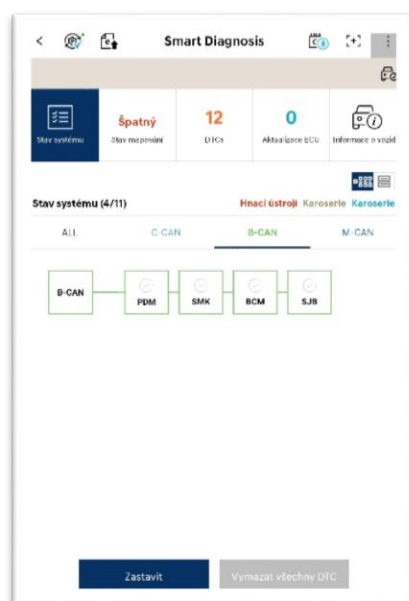 Smart Diagnosis
Špatný 12 0
Stav systému Stav mapování DTCs Aktualizace ECU Informace o vozid
Stav systému (4/11) Hnací ústrojí Karoserie Karoserie
ALL C-CAN B-CAN M-CAN
B-CAN PDM SMK BCM SJB
Zastavit Vymazat všechny DTC